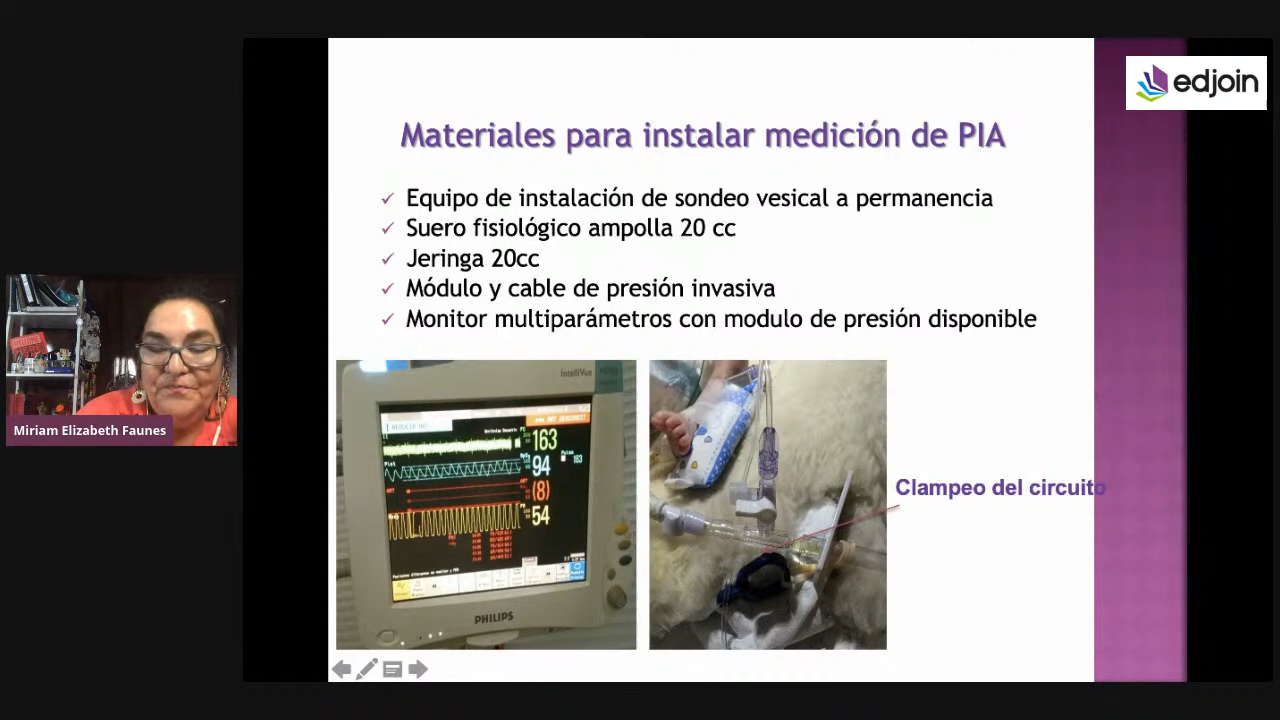 edjoin
Materiales para instalar medición de PIA
Equipo de instalación de sondeo vesical a permanencia
Suero fisiológico ampolla 20 cc
Jeringa 20cc
Módulo y cable de presión invasiva
Monitor multiparámetros con modulo de presión disponible
IntelliVue
163
94
(8)
54
PHILIPS
Clampeo del circuito
Miriam Elizabeth Faunes